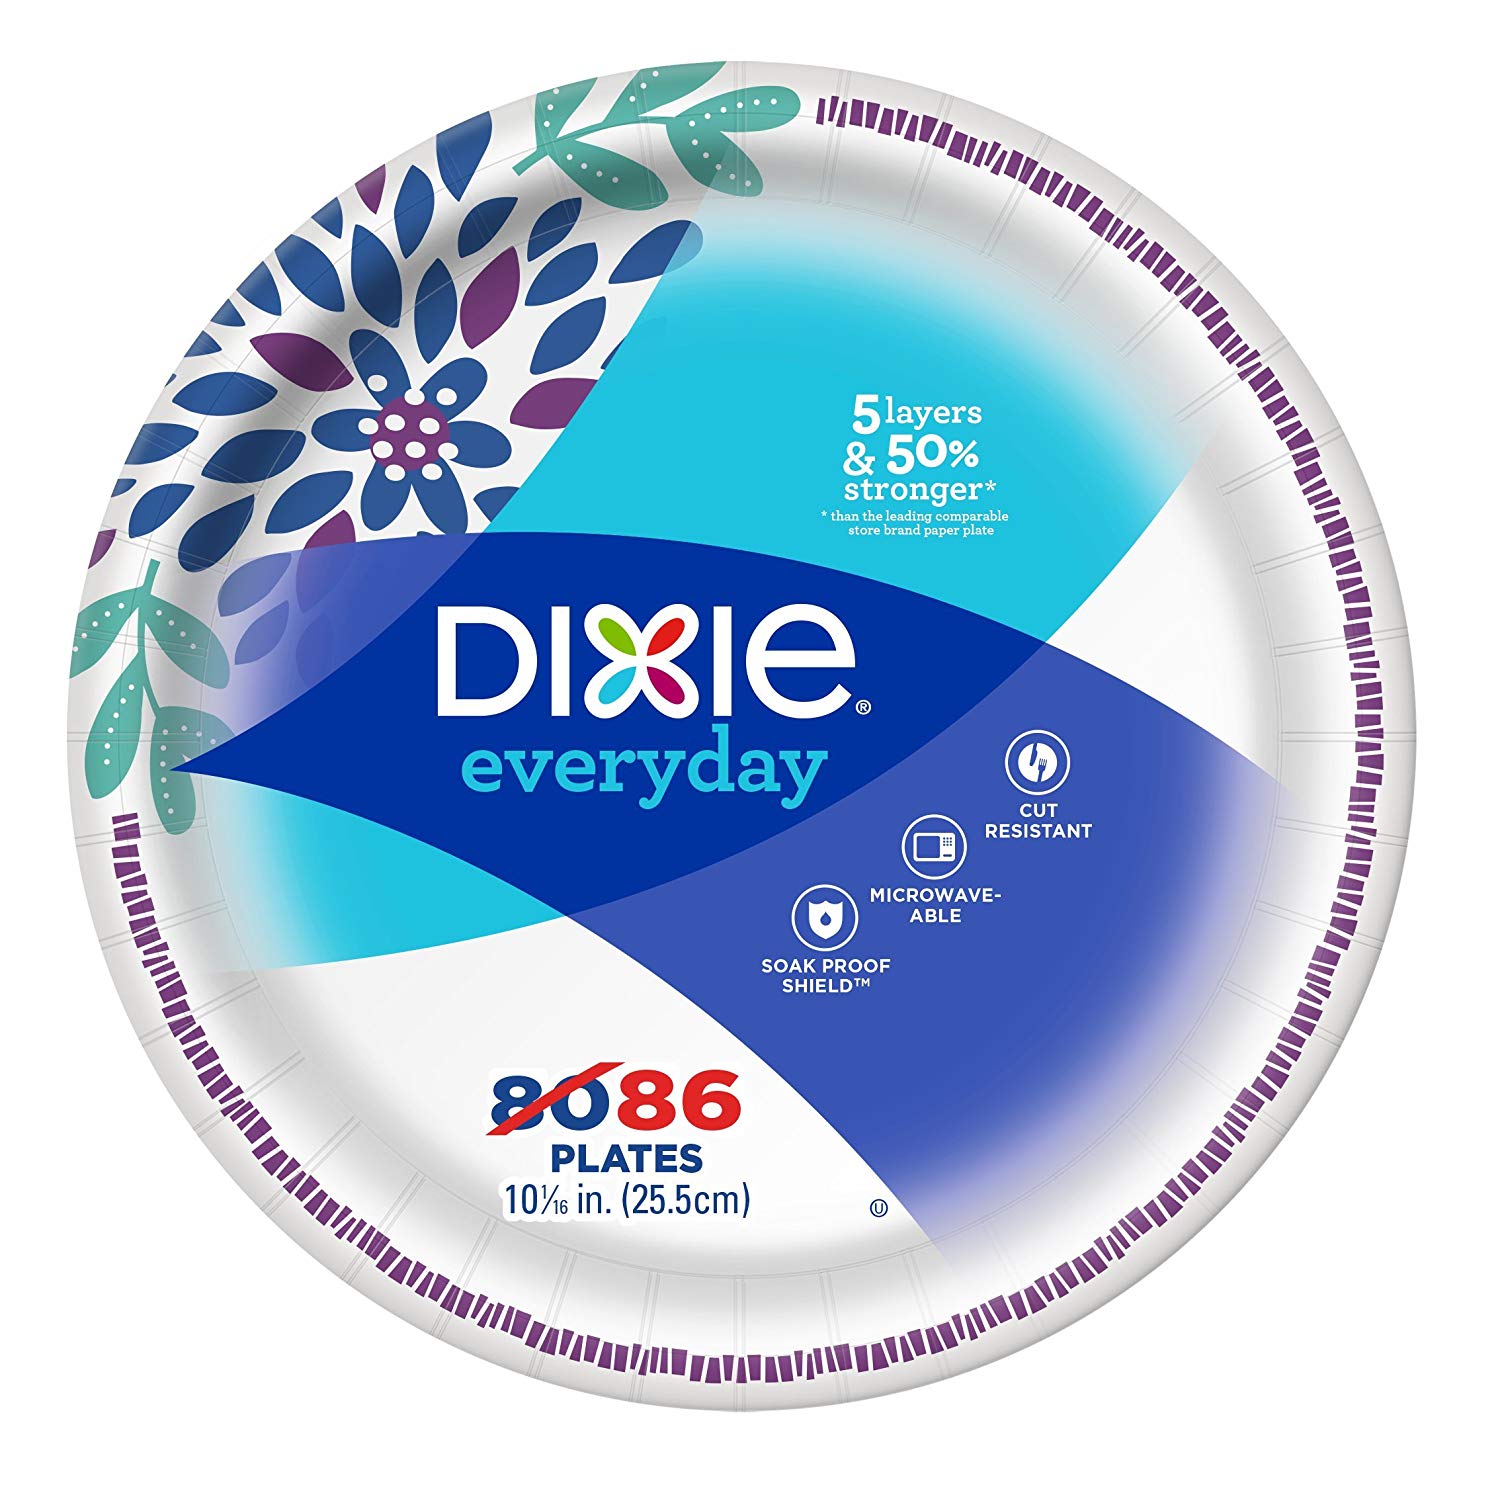 5 layers
& 50%
stronger*
* than the leading comparable
store brand paper plate
DIXIE®
everyday
CUT
RESISTANT
MICROWAVE-
ABLE
SOAK PROOF
SHIELD™
80 86
PLATES
10 1/16 in. (25.5cm)
Ⓤ